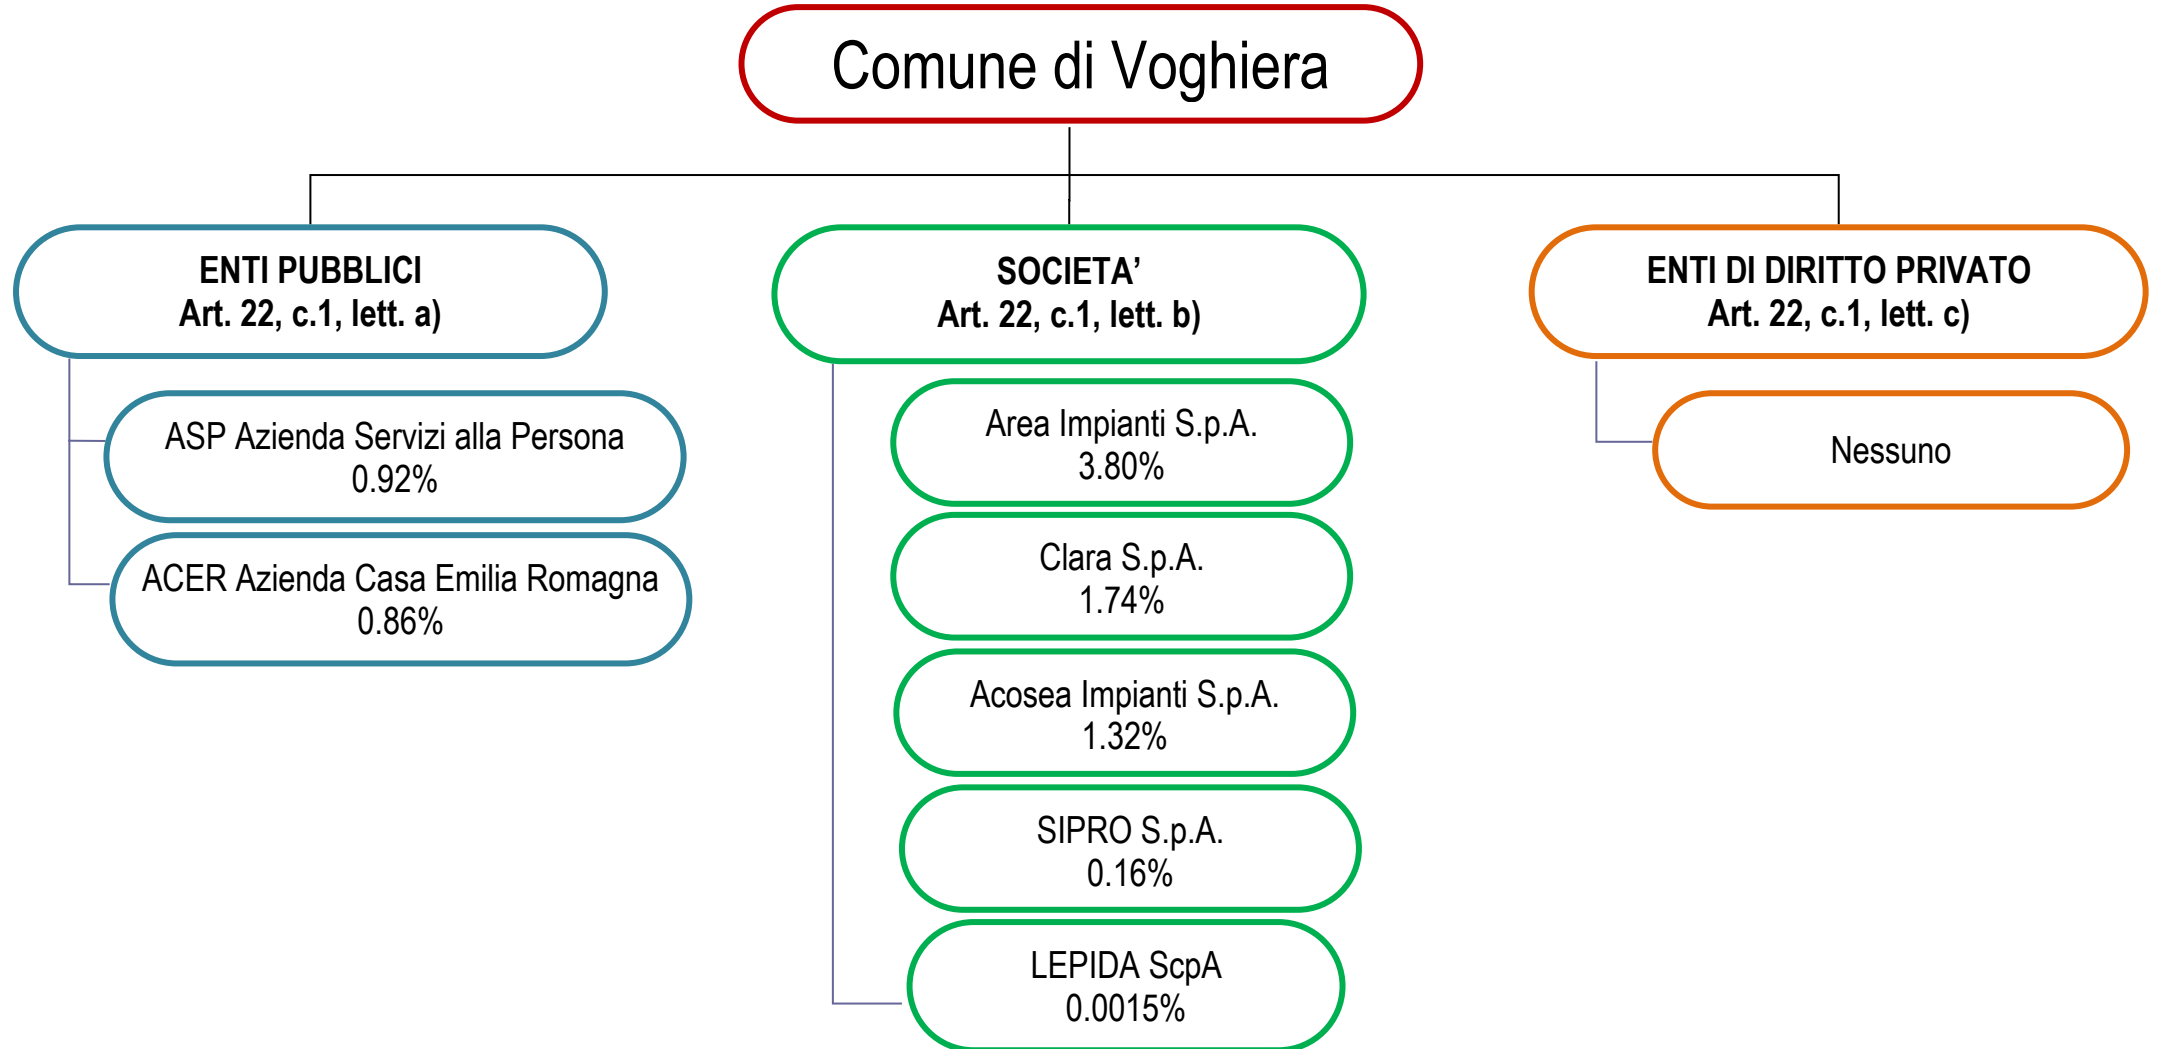 Comune di Voghiera
ENTI PUBBLICI
Art. 22, c.1, lett. a)
ASP Azienda Servizi alla Persona
0.92%
ACER Azienda Casa Emilia Romagna
0.86%
SOCIETA’
Art. 22, c.1, lett. b)
Area Impianti S.p.A.
3.80%
Clara S.p.A.
1.74%
Acosea Impianti S.p.A.
1.32%
SIPRO S.p.A.
0.16%
LEPIDA ScpA
0.0015%
ENTI DI DIRITTO PRIVATO
Art. 22, c.1, lett. c)
Nessuno